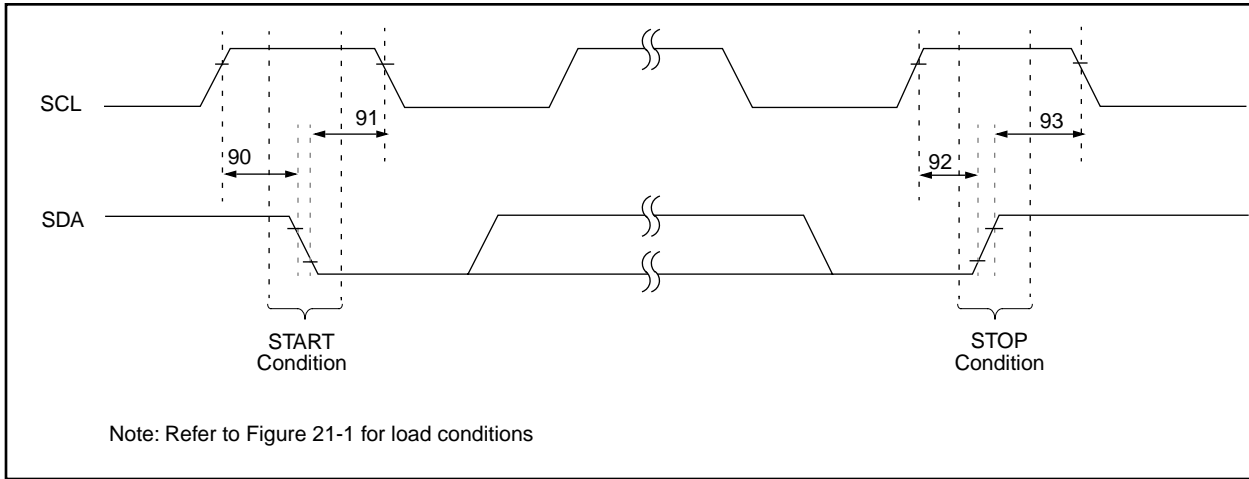 SCL
91
93
90
92
SDA
START
Condition
STOP
Condition
Note: Refer to Figure 21-1 for load conditions